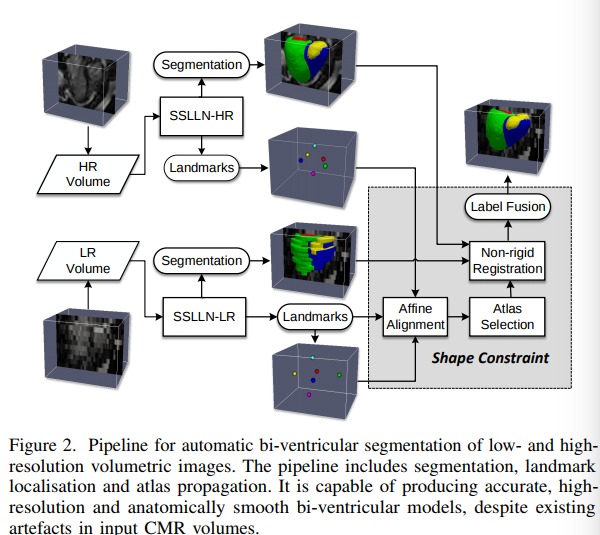 Segmentation
SSLLN-HR
HR
Volume
Landmarks
Label Fusion
LR
Volume
Segmentation
Non-rigid
Registration
SSLLN-LR
Landmarks
Affine
Alignment
Atlas
Selection
Shape Constraint
Figure 2. Pipeline for automatic bi-ventricular segmentation of low- and high-
resolution volumetric images. The pipeline includes segmentation, landmark
localisation and atlas propagation. It is capable of producing accurate, high-
resolution and anatomically smooth bi-ventricular models, despite existing
artefacts in input CMR volumes.